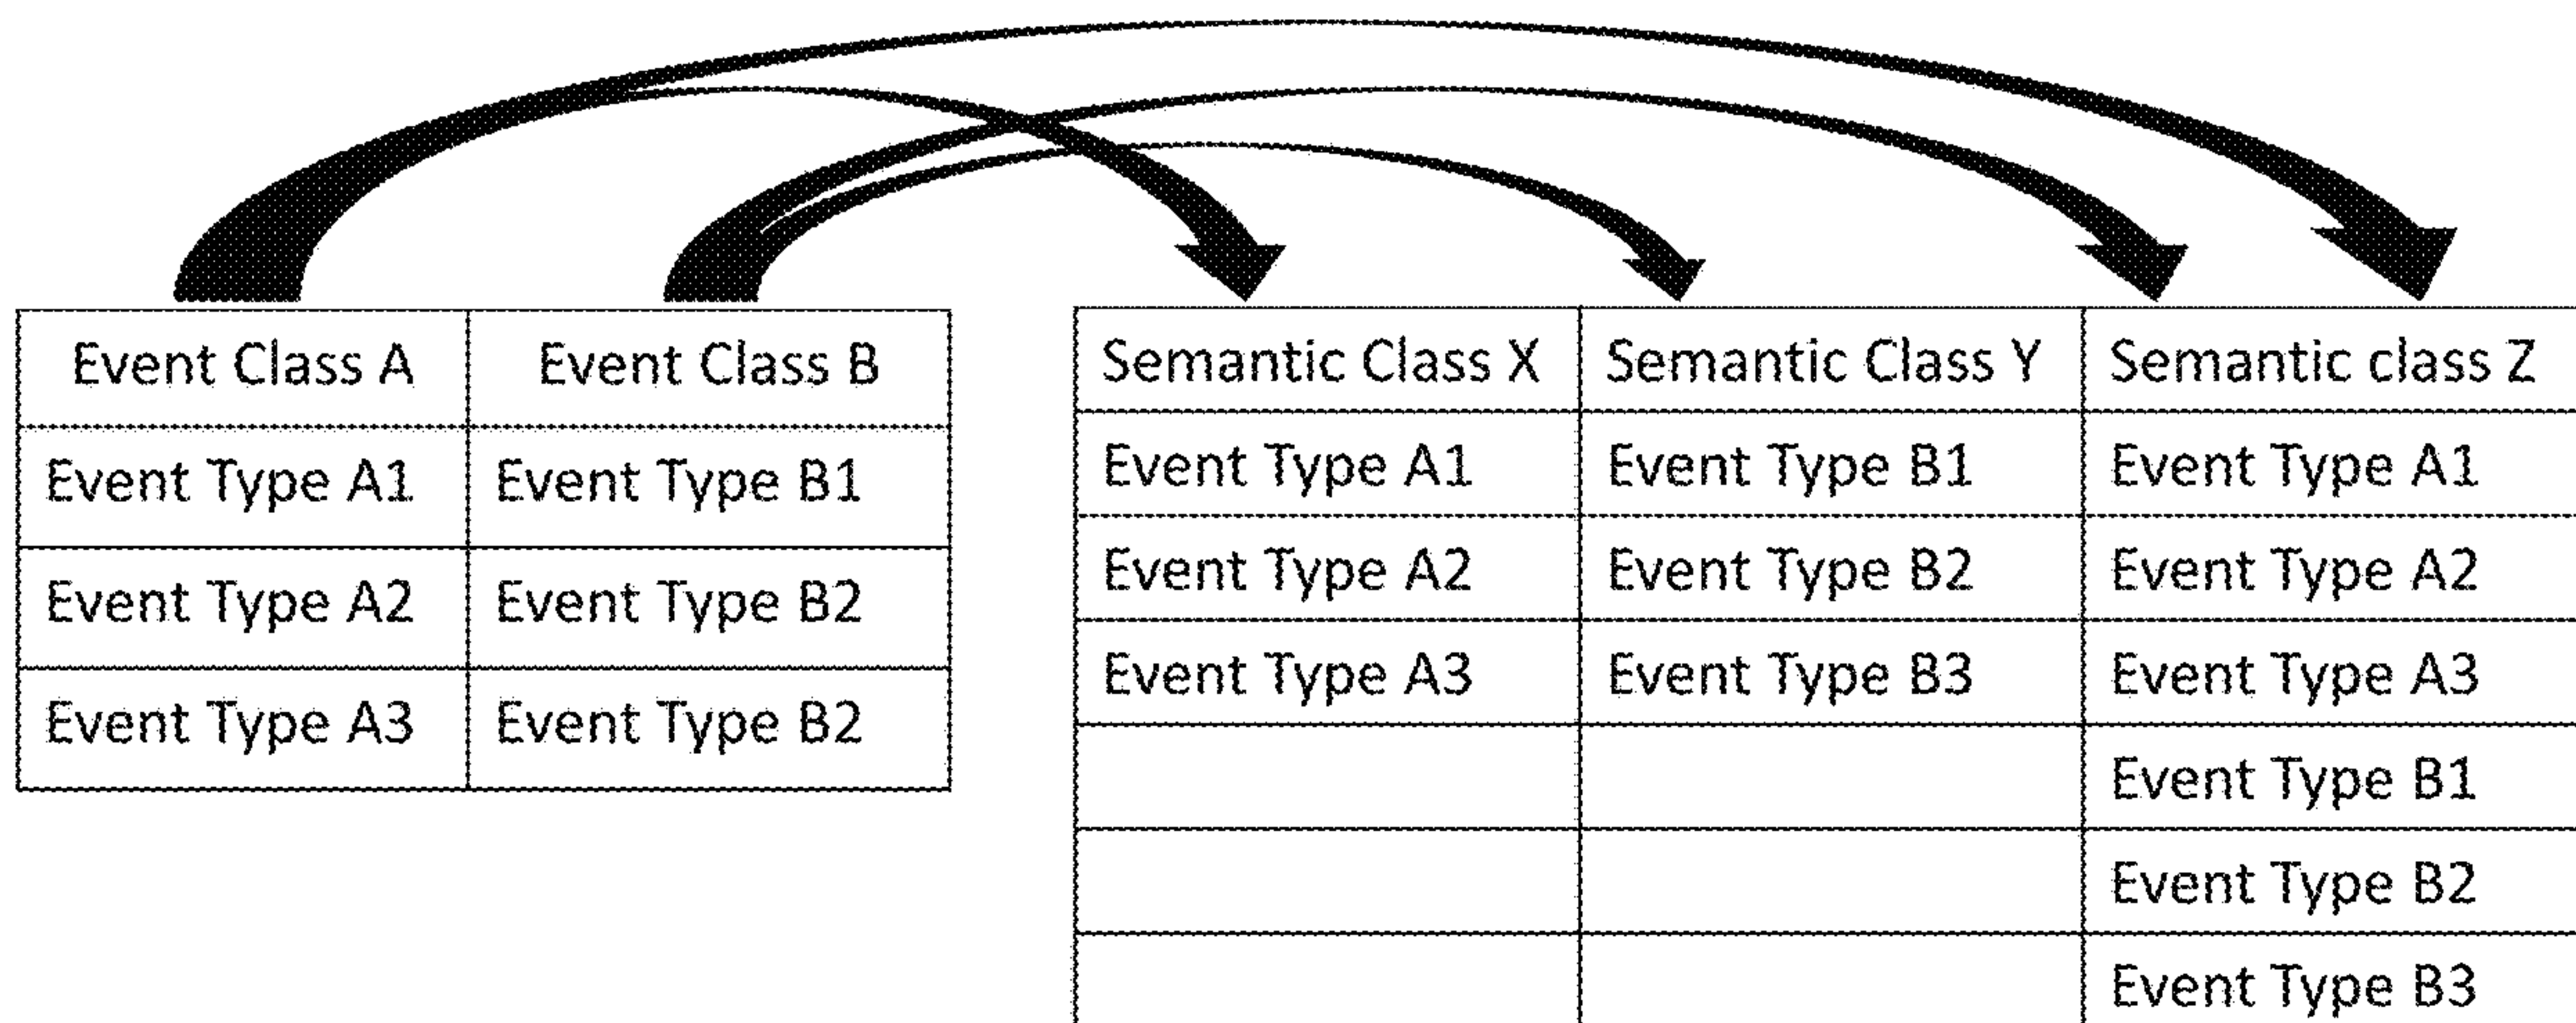 Event Class A Event Class B
Event Type A1 Event Type B1
Event Type A2 Event Type B2
Event Type A3 Event Type B2
Semantic Class X Semantic Class Y Semantic class Z
Event Type A1 Event Type B1 Event Type A1
Event Type A2 Event Type B2 Event Type A2
Event Type A3 Event Type B3 Event Type A3
Event Type B1
Event Type B2
Event Type B3